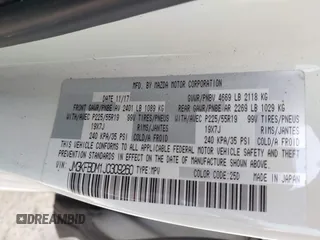 MFD. BY MAZDA MOTOR CORPORATION
DATE 11/17 GVWR/PNBV 4669 LB 2118 KG
FRONT GAWR/PNBE AV 2401 LB 1089 KG REAR GAWR/PNBE AR 2269 LB 1029 KG
WITH/AVEC P225/55R19 99V TIRES/PNEUS WITH/AVEC P225/55R19 99V TIRES/PNEUS
19X7J RIMS/JANTES 19X7J RIMS/JANTES
240 KPA/35 PSI COLD/A FROID 240 KPA/35 PSI COLD/A FROID
THIS VEHICLE CONFORMS TO ALL APPLICABLE FEDERAL MOTOR VEHICLE
SAFETY, BUMPER, AND THEFT PREVENTION STANDARDS IN EFFECT ON THE
DATE OF MANUFACTURE SHOWN ABOVE.
TYPE:MPV
COLOR CODE:25D MADE IN JAPAN
© ORBIDBID